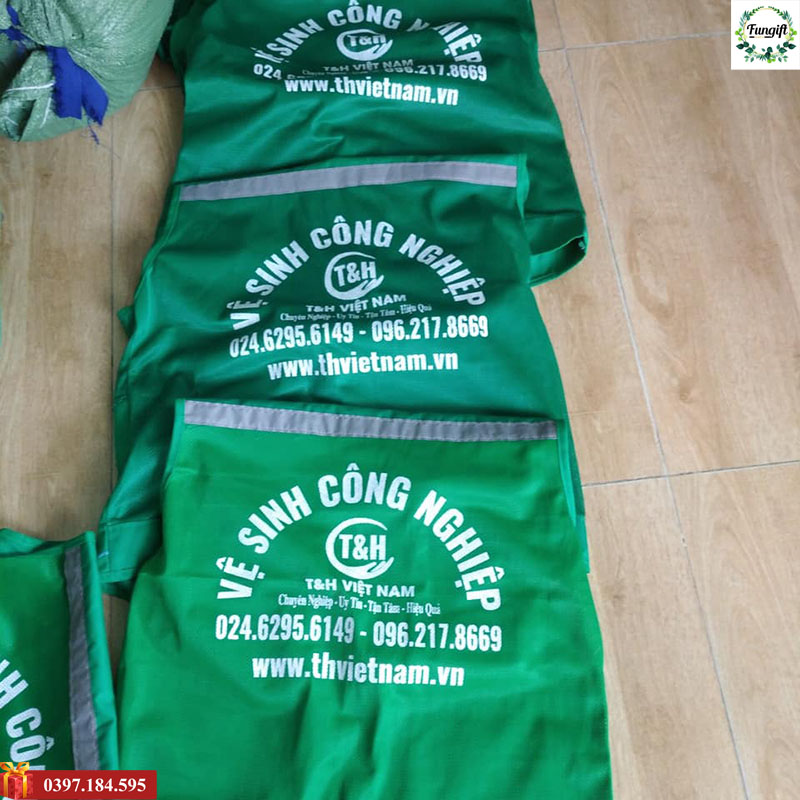 Fungift
VỆ SINH CÔNG NGHIỆP
T&H
T&H VIỆT NAM
096.217.8669
www.thvietnam.vn
VỆ SINH CÔNG NGHIỆP
T&H
T&H VIỆT NAM
Chuyên Nghiệp - Uy Tín - Tận Tâm - Hiệu Quả
024.6295.6149 - 096.217.8669
www.thvietnam.vn
VỆ SINH CÔNG NGHIỆP
T&H
T&H VIỆT NAM
Chuyên Nghiệp - Uy Tín - Tận Tâm - Hiệu Quả
024.6295.6149 - 096.217.8669
www.thvietnam.vn
0397.184.595